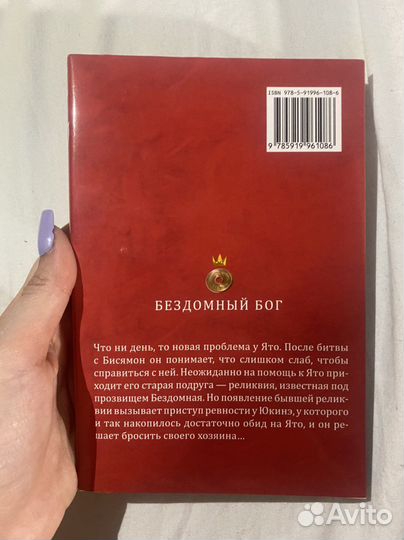 ISBN 978-5-91996-108-6
9 785919 961086
БЕЗДОМНЫЙ БОГ
Что ни день, то новая проблема у Ято. После битвы
с Бисямон он понимает, что слишком слаб, чтобы
справиться с ней. Неожиданно на помощь к Ято при-
ходит его старая подруга — реликвия, известная под
прозвищем Бездомная. Но появление бывшей релик-
вии вызывает приступ ревности у Юкинэ, у которого
и так накопилось достаточно обид на Ято, и он ре-
шает бросить своего хозяина...
Avito